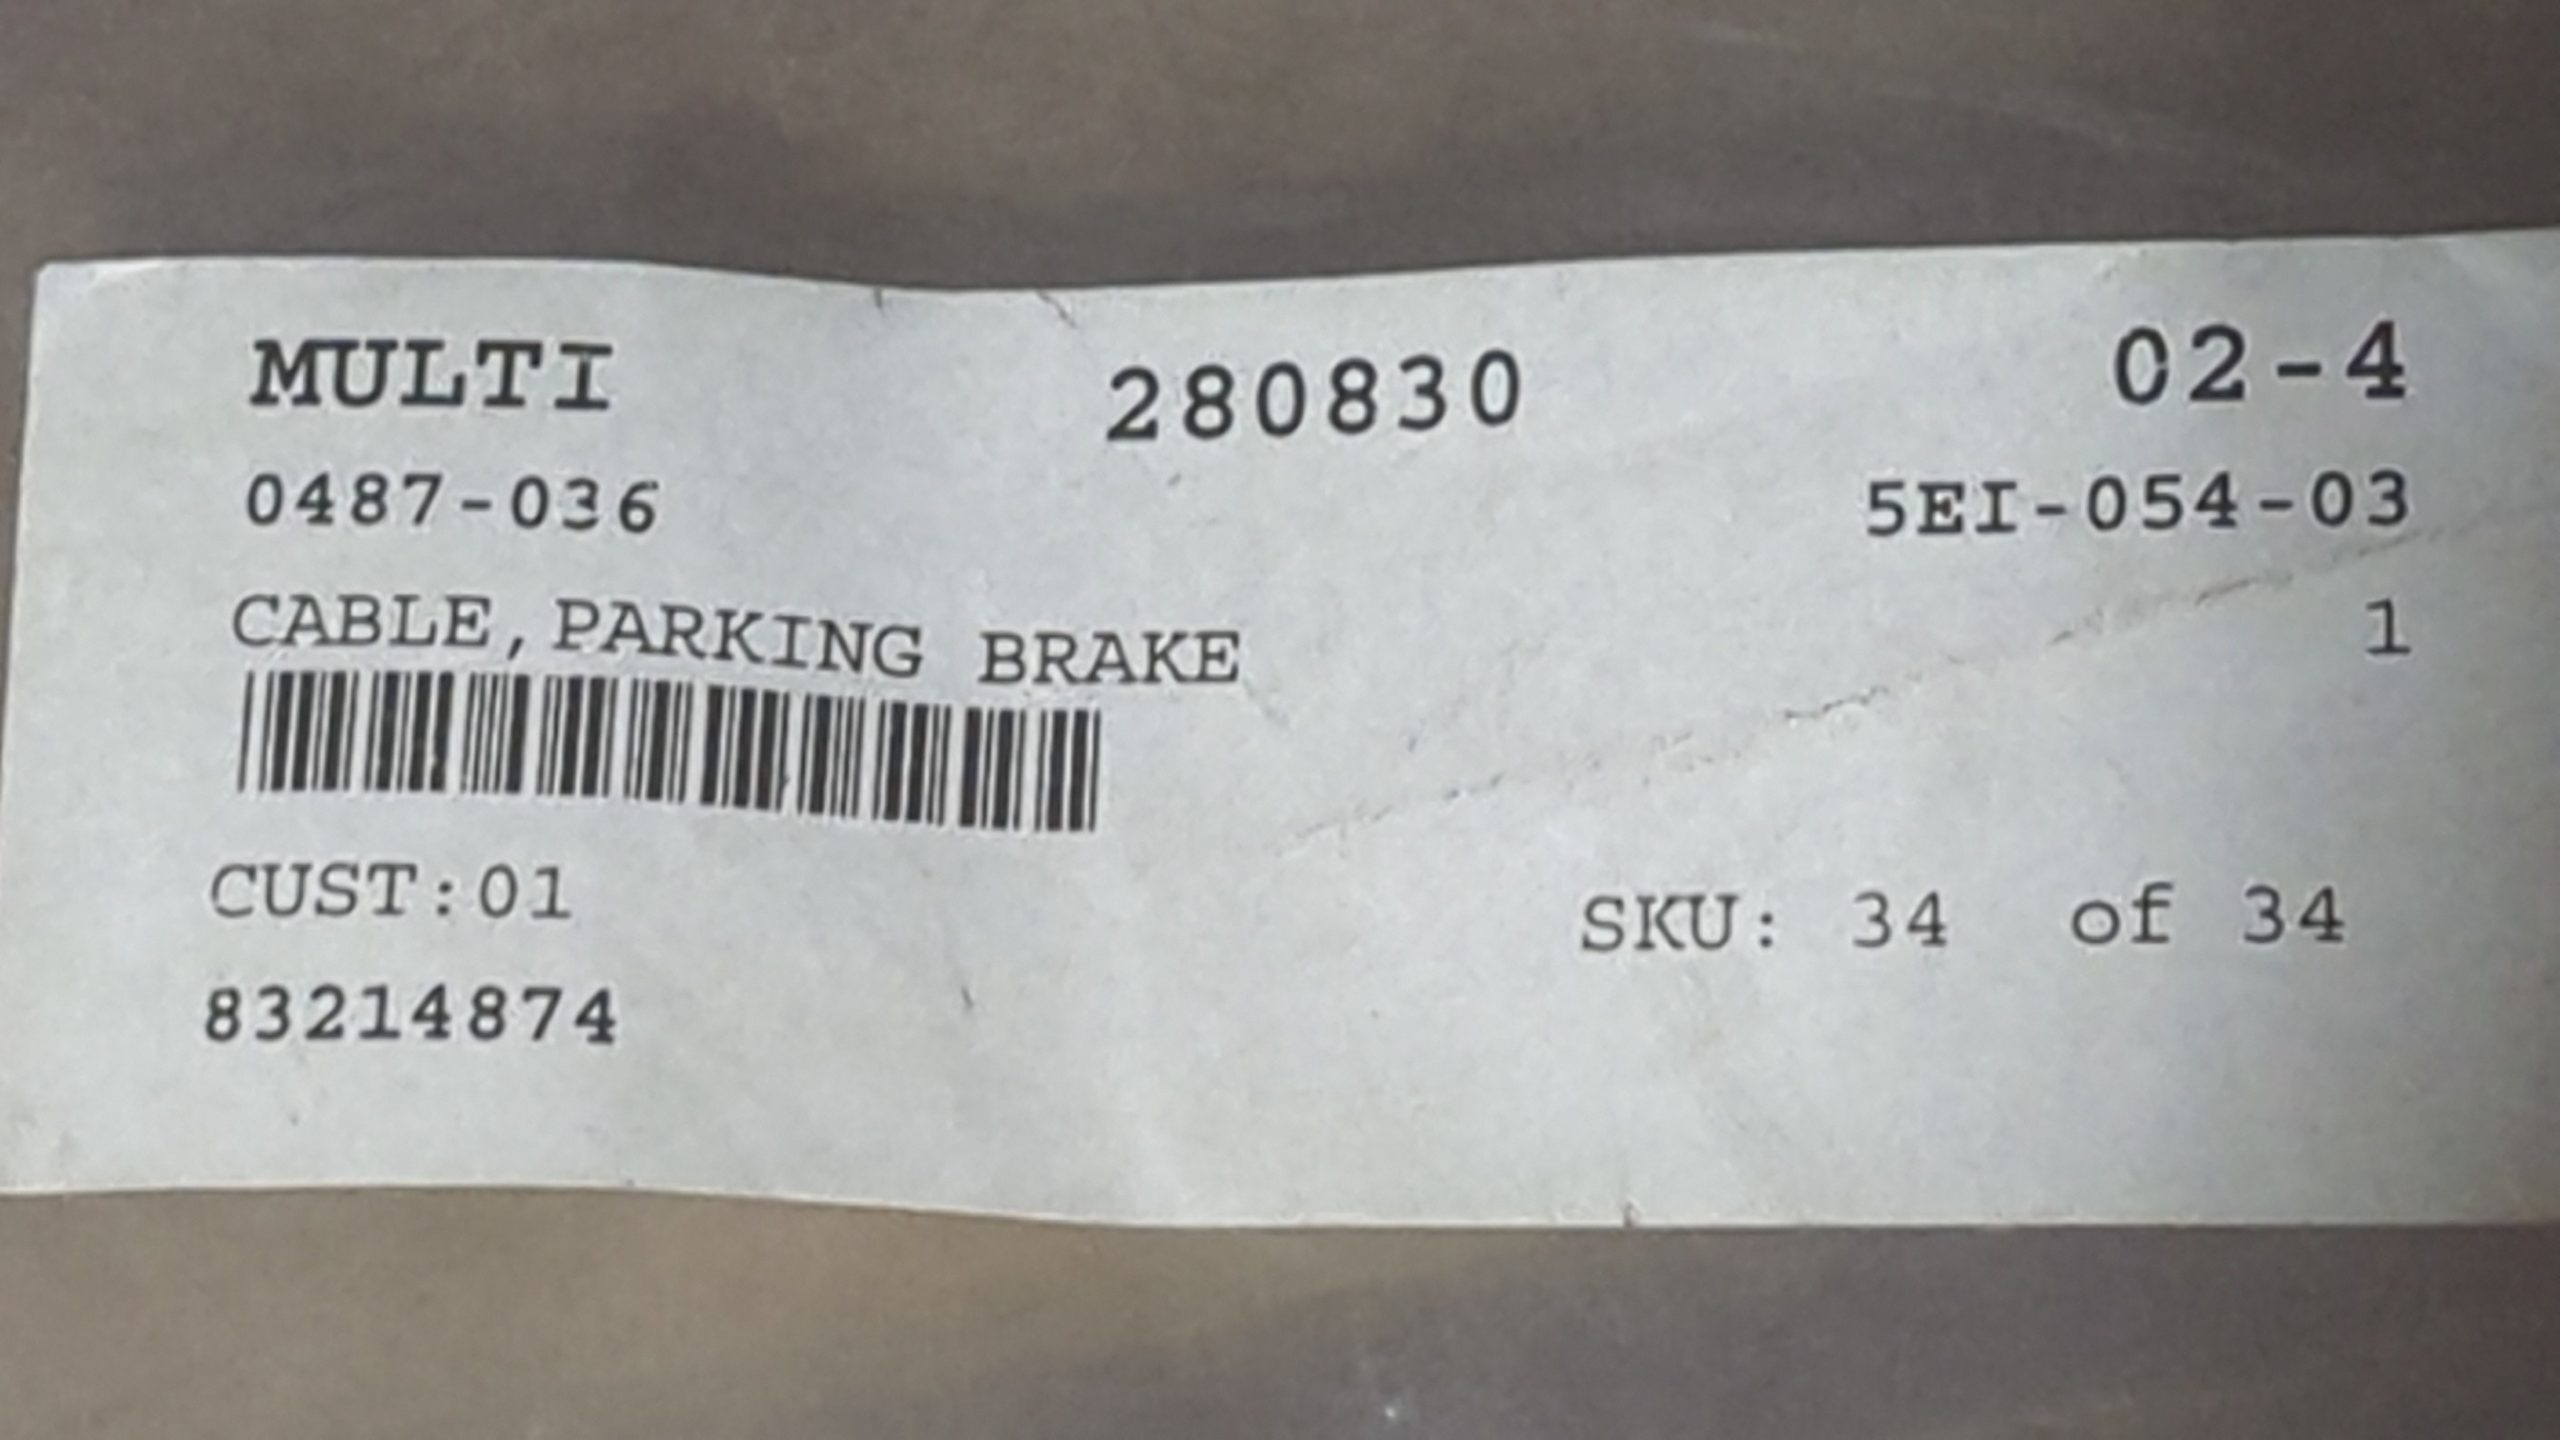 MULTI 280830 02-4
0487-036 5EI-054-03
CABLE,PARKING BRAKE 1
CUST:01 SKU: 34 of 34
83214874